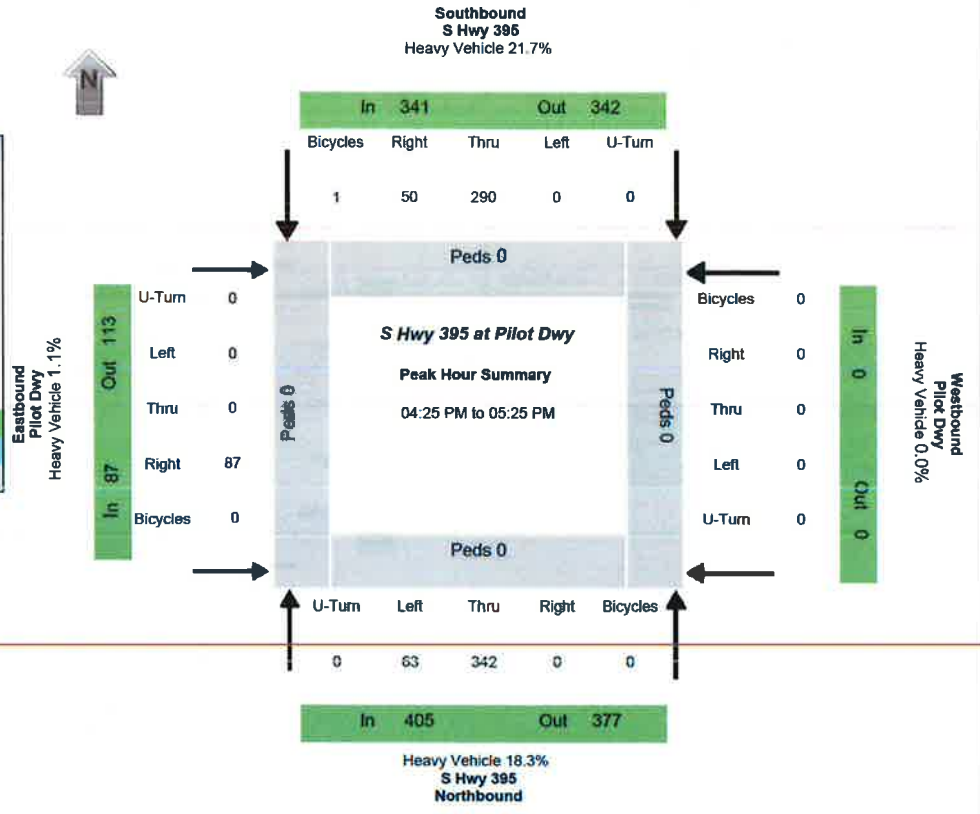 Southbound
S Hwy 395
Heavy Vehicle 21.7%
N
In 341 Out 342
Bicycles Right Thru Left U-Turn
1 50 290 0 0
Peds 0
U-Turn 0
Left 0
Thru 0
Right 87
Bicycles 0
Out 113
In 87
Eastbound
Pilot Dwy
Heavy Vehicle 1.1%
Peds 0
S Hwy 395 at Pilot Dwy
Peak Hour Summary
04:25 PM to 05:25 PM
Peds 0
Bicycles 0
Right 0
Thru 0
Left 0
U-Turn 0
In 0
Out 0
Westbound
Pilot Dwy
Heavy Vehicle 0.0%
Peds 0
U-Turn Left Thru Right Bicycles
0 63 342 0 0
In 405 Out 377
Heavy Vehicle 18.3%
S Hwy 395
Northbound